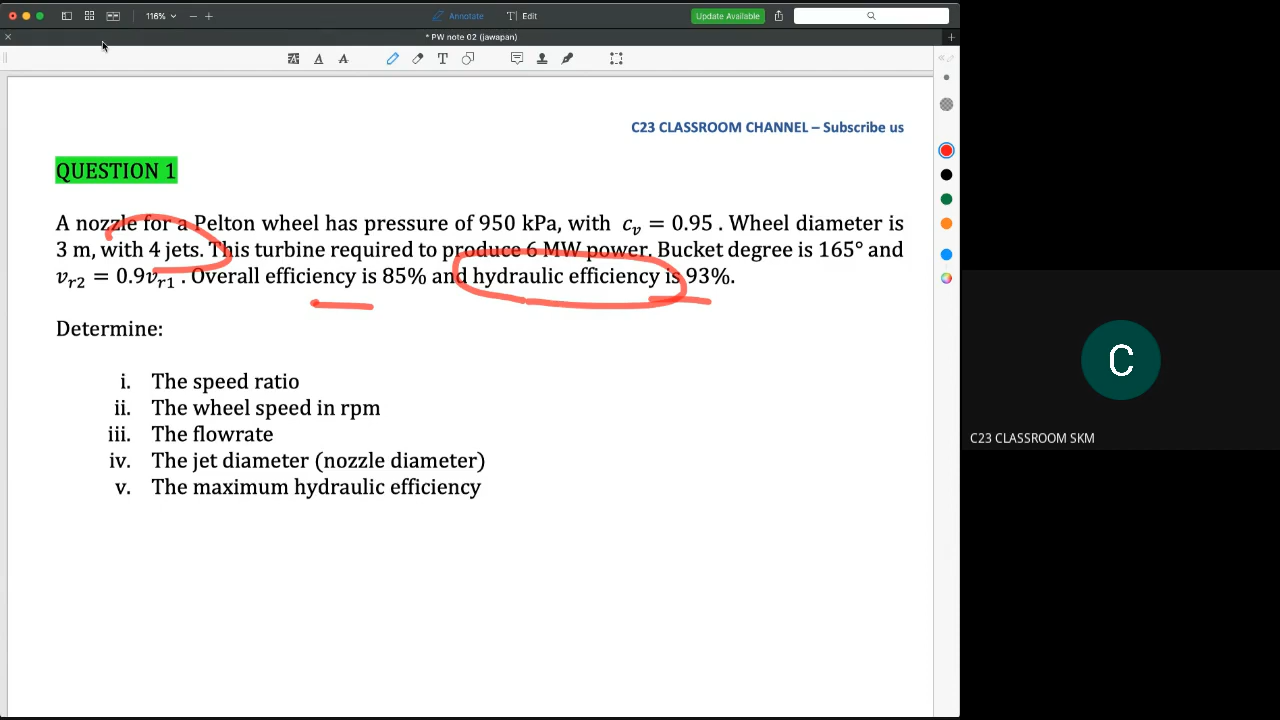 116%
Annotate
Edit
Update Available
* PW note 02 (jawapan)
C23 CLASSROOM CHANNEL – Subscribe us
QUESTION 1
A nozzle for a Pelton wheel has pressure of 950 kPa, with cᵥ = 0.95 . Wheel diameter is
3 m, with 4 jets. This turbine required to produce 6 MW power. Bucket degree is 165° and
vᵣ₂ = 0.9vᵣ₁ . Overall efficiency is 85% and hydraulic efficiency is 93%.
Determine:
i. The speed ratio
ii. The wheel speed in rpm
iii. The flowrate
iv. The jet diameter (nozzle diameter)
v. The maximum hydraulic efficiency
C
C23 CLASSROOM SKM